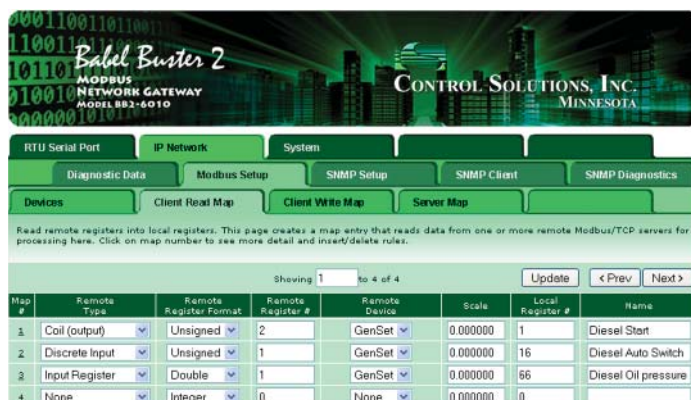 Babel Buster 2
MODBUS
NETWORK GATEWAY
MODEL BB2-6010
CONTROL SOLUTIONS, INC.
MINNESOTA
RTU Serial Port IP Network System
Diagnostic Data Modbus Setup SNMP Setup SNMP Client SNMP Diagnostics
Devices Client Read Map Client Write Map Server Map
Read remote registers into local registers. This page creates a map entry that reads data from one or more remote Modbus/TCP servers for
processing here. Click on map number to see more detail and insert/delete rules.
Showing 1 to 4 of 4 Update < Prev Next >
Map # Remote Type Remote Register Format Remote Register # Remote Device Scale Local Register # Name
1 Coil (output) Unsigned 2 GenSet 0.000000 1 Diesel Start
2 Discrete Input Unsigned 1 GenSet 0.000000 16 Diesel Auto Switch
3 Input Register Double 1 GenSet 0.000000 66 Diesel Oil pressure
4 None Integer 0 None 0.000000 0